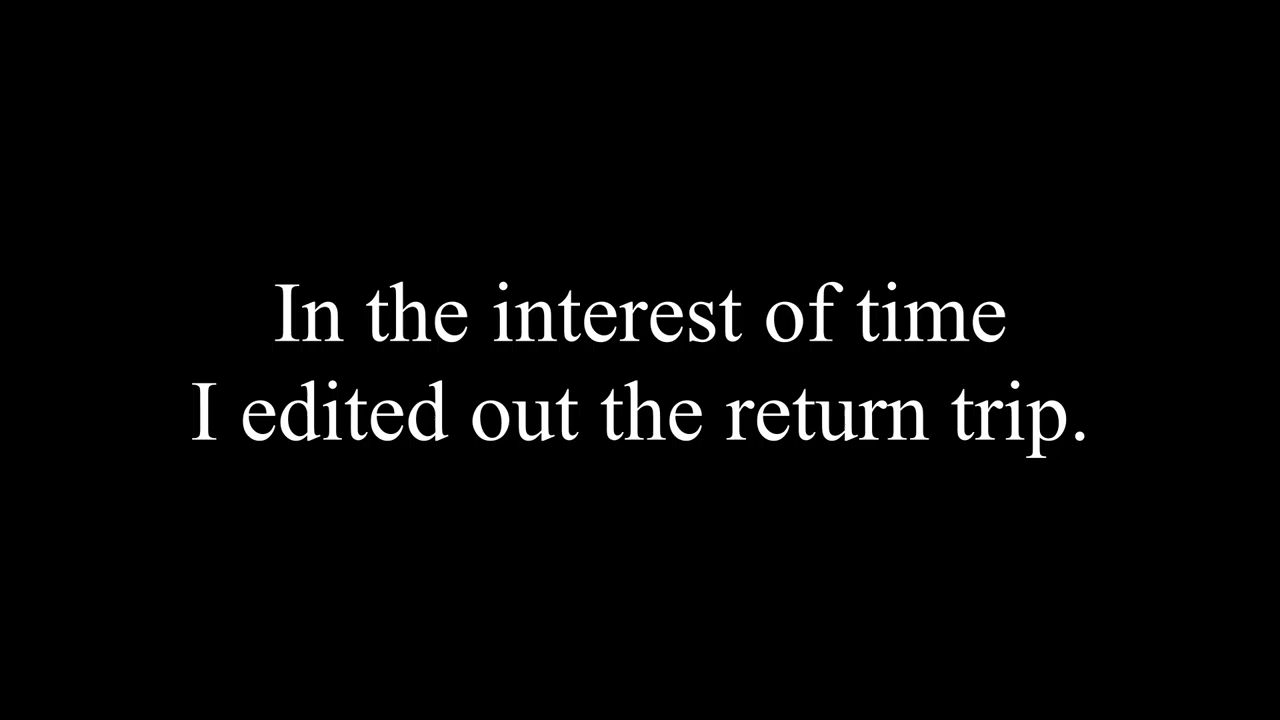 In the interest of time
I edited out the return trip.